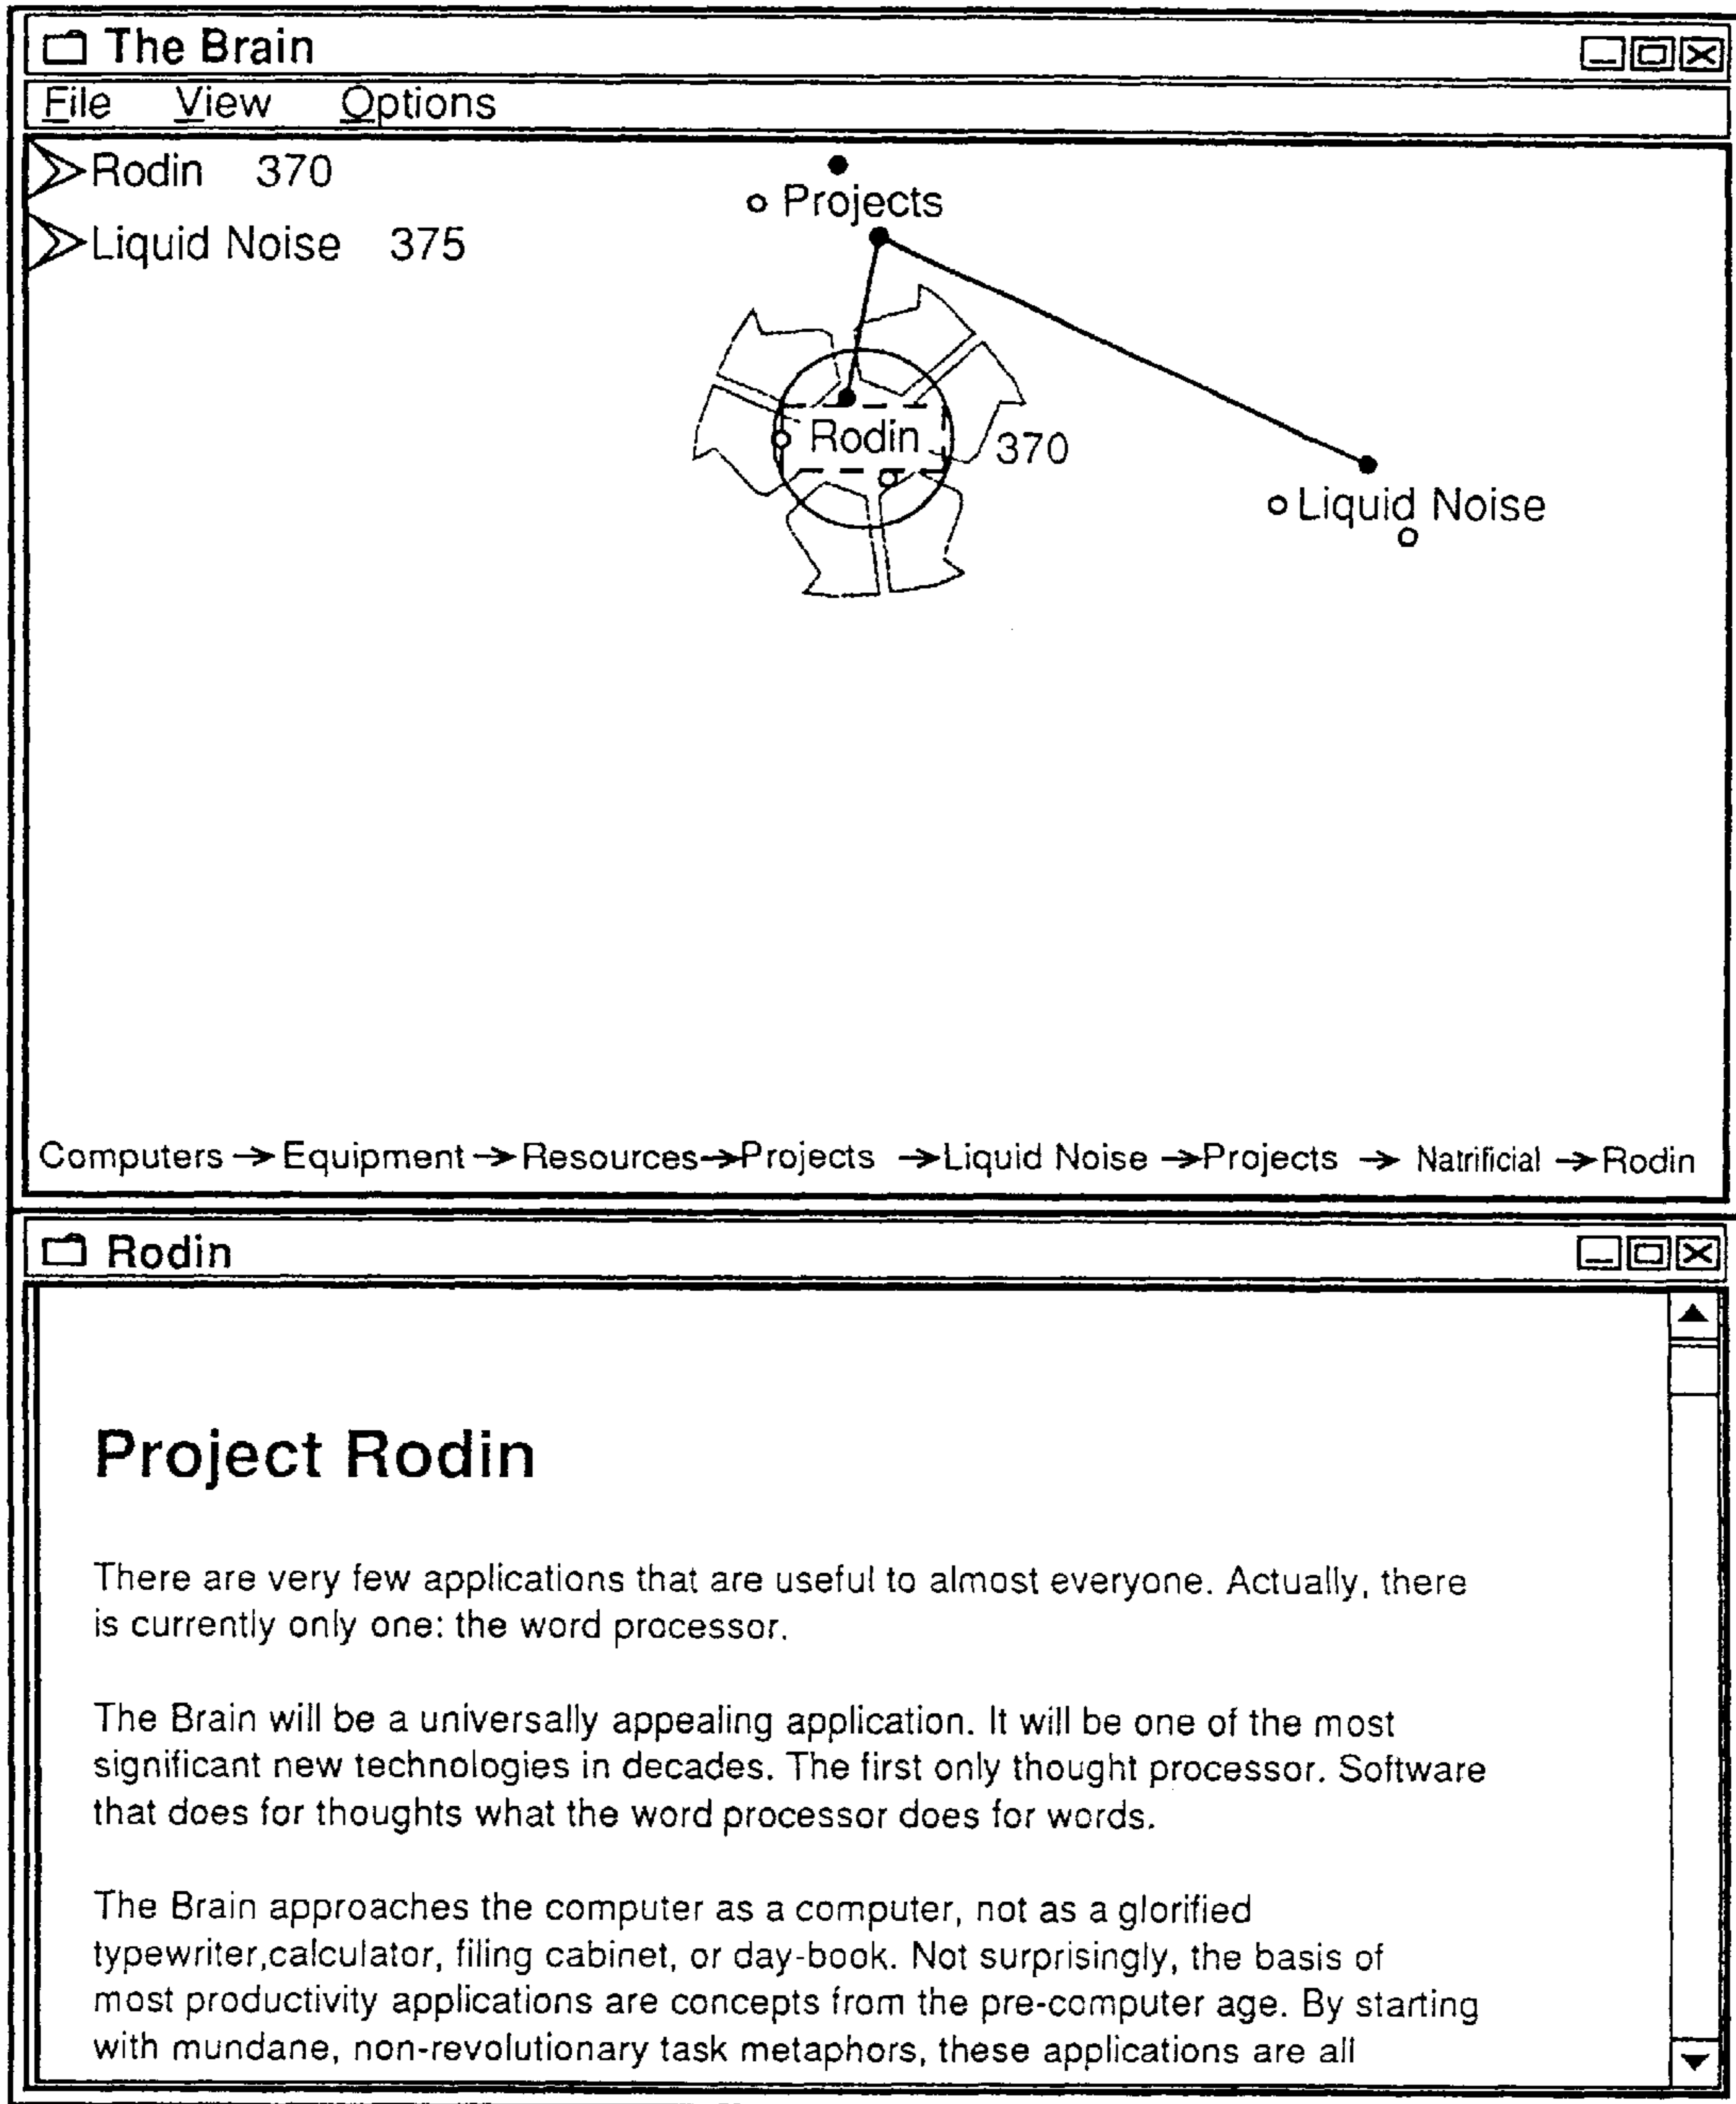 The Brain
File View Options
Rodin 370
Liquid Noise 375
Projects
Rodin 370
Liquid Noise
Computers → Equipment → Resources → Projects → Liquid Noise → Projects → Natrificial → Rodin
Rodin
Project Rodin
There are very few applications that are useful to almost everyone. Actually, there
is currently only one: the word processor.
The Brain will be a universally appealing application. It will be one of the most
significant new technologies in decades. The first only thought processor. Software
that does for thoughts what the word processor does for words.
The Brain approaches the computer as a computer, not as a glorified
typewriter,calculator, filing cabinet, or day-book. Not surprisingly, the basis of
most productivity applications are concepts from the pre-computer age. By starting
with mundane, non-revolutionary task metaphors, these applications are all